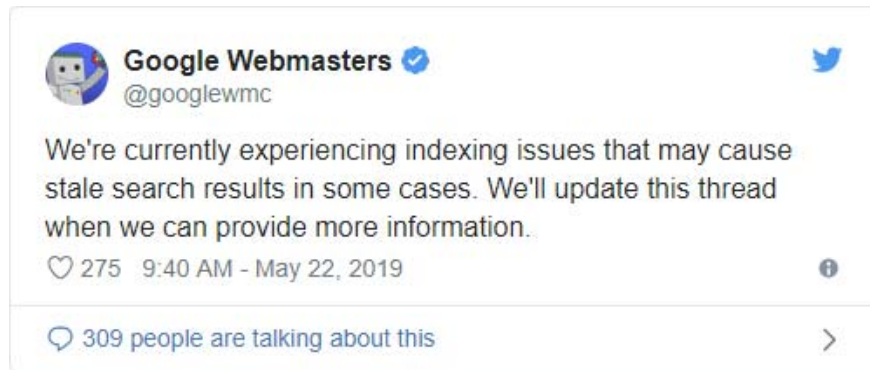 Google Webmasters
@googlewmc
We're currently experiencing indexing issues that may cause
stale search results in some cases. We'll update this thread
when we can provide more information.
275 9:40 AM - May 22, 2019
309 people are talking about this